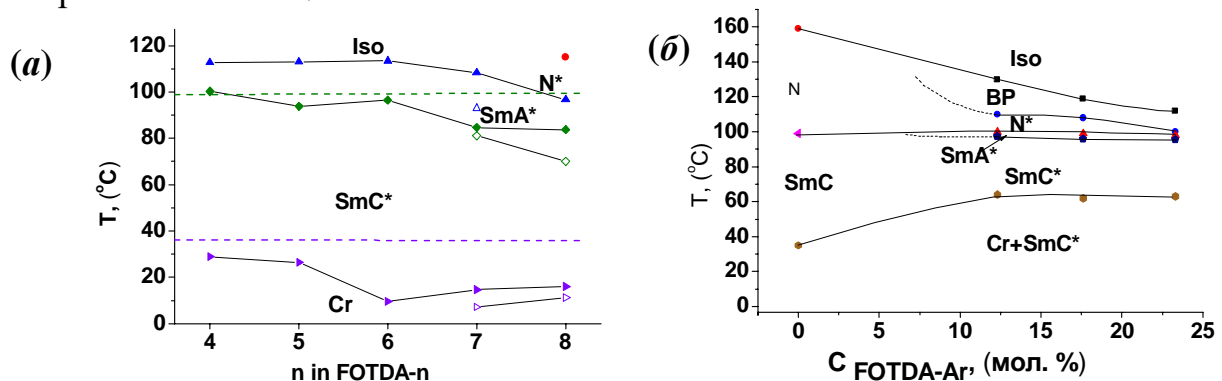 (а)
120
100
80
60
40
20
0
T, (°C)
Iso
N*
SmA*
SmC*
Cr
4 5 6 7 8
n in FOTDA-n
(б)
160
140
120
100
80
60
40
20
0
T, (°C)
Iso
N
BP
N*
SmA*
SmC
SmC*
Cr+SmC*
0 5 10 15 20 25
C FOTDA-Ar, (мол. %)